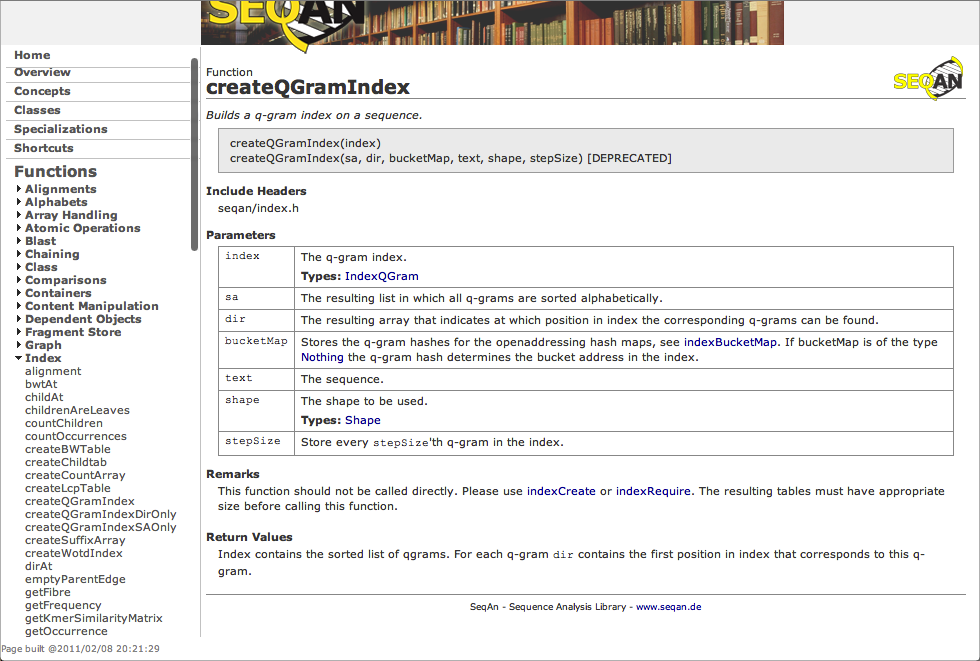 SEQAN
Home
Overview
Concepts
Classes
Specializations
Shortcuts
Functions
Alignments
Alphabets
Array Handling
Atomic Operations
Blast
Chaining
Class
Comparisons
Containers
Content Manipulation
Dependent Objects
Fragment Store
Graph
Index
alignment
bwtAt
childAt
childrenAreLeaves
countChildren
countOccurrences
createBWTable
createChildtab
createCountArray
createLcpTable
createQGramIndex
createQGramIndexDirOnly
createQGramIndexSAOnly
createSuffixArray
createWotdIndex
dirAt
emptyParentEdge
getFibre
getFrequency
getKmerSimilarityMatrix
getOccurrence
Page built @2011/02/08 20:21:29
Function
createQGramIndex
SEQAN
Builds a q-gram index on a sequence.
createQGramIndex(index)
createQGramIndex(sa, dir, bucketMap, text, shape, stepSize) [DEPRECATED]
Include Headers
seqan/index.h
Parameters
index The q-gram index.
Types: IndexQGram
sa The resulting list in which all q-grams are sorted alphabetically.
dir The resulting array that indicates at which position in index the corresponding q-grams can be found.
bucketMap Stores the q-gram hashes for the openaddressing hash maps, see indexBucketMap. If bucketMap is of the type
Nothing the q-gram hash determines the bucket address in the index.
text The sequence.
shape The shape to be used.
Types: Shape
stepSize Store every stepSize'th q-gram in the index.
Remarks
This function should not be called directly. Please use indexCreate or indexRequire. The resulting tables must have appropriate
size before calling this function.
Return Values
Index contains the sorted list of qgrams. For each q-gram dir contains the first position in index that corresponds to this q-
gram.
SeqAn - Sequence Analysis Library - www.seqan.de